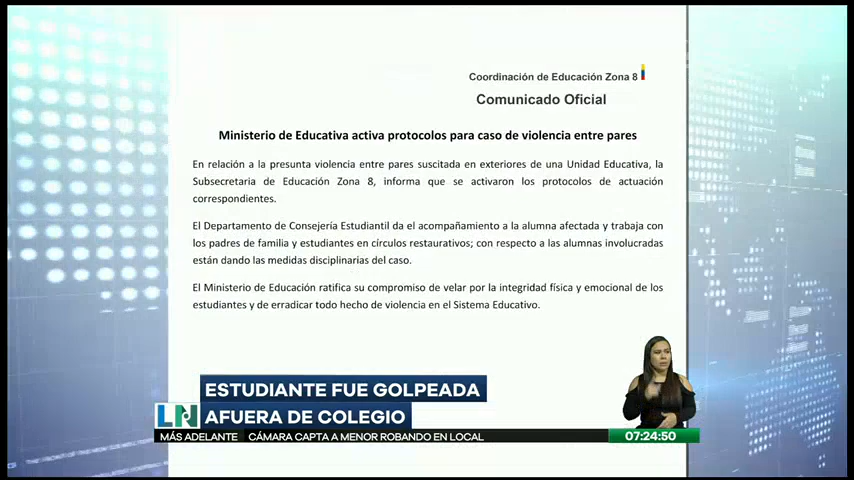 Coordinación de Educación Zona 8
Comunicado Oficial
Ministerio de Educativa activa protocolos para caso de violencia entre pares
En relación a la presunta violencia entre pares suscitada en exteriores de una Unidad Educativa, la
Subsecretaria de Educación Zona 8, informa que se activaron los protocolos de actuación
correspondientes.
El Departamento de Consejería Estudiantil da el acompañamiento a la alumna afectada y trabaja con
los padres de familia y estudiantes en círculos restaurativos; con respecto a las alumnas involucradas
están dando las medidas disciplinarias del caso.
El Ministerio de Educación ratifica su compromiso de velar por la integridad física y emocional de los
estudiantes y de erradicar todo hecho de violencia en el Sistema Educativo.
ESTUDIANTE FUE GOLPEADA
LN AFUERA DE COLEGIO
MÁS ADELANTE CÁMARA CAPTA A MENOR ROBANDO EN LOCAL 07:24:50